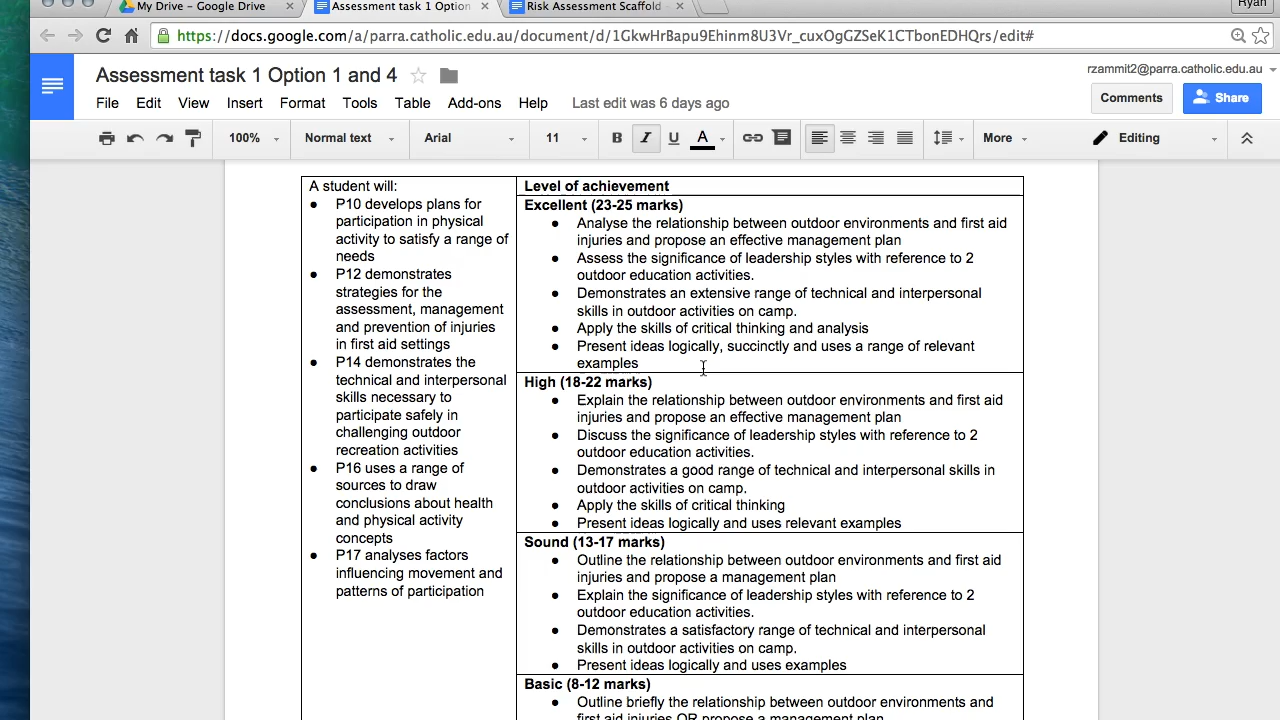 My Drive – Google Drive
Assessment task 1 Option
Risk Assessment Scaffold
Ryan
https://docs.google.com/a/parra.catholic.edu.au/document/d/1GkwHrBapu9Ehinm8U3Vr_cuxOgGZSeK1CTbonEDHQrs/edit#
Assessment task 1 Option 1 and 4
rzammit2@parra.catholic.edu.au
File Edit View Insert Format Tools Table Add-ons Help Last edit was 6 days ago
Comments
Share
100% Normal text Arial 11 B I U A More Editing
A student will:
P10 develops plans for
participation in physical
activity to satisfy a range of
needs
P12 demonstrates
strategies for the
assessment, management
and prevention of injuries
in first aid settings
P14 demonstrates the
technical and interpersonal
skills necessary to
participate safely in
challenging outdoor
recreation activities
P16 uses a range of
sources to draw
conclusions about health
and physical activity
concepts
P17 analyses factors
influencing movement and
patterns of participation
Level of achievement
Excellent (23-25 marks)
Analyse the relationship between outdoor environments and first aid
injuries and propose an effective management plan
Assess the significance of leadership styles with reference to 2
outdoor education activities.
Demonstrates an extensive range of technical and interpersonal
skills in outdoor activities on camp.
Apply the skills of critical thinking and analysis
Present ideas logically, succinctly and uses a range of relevant
examples
High (18-22 marks)
Explain the relationship between outdoor environments and first aid
injuries and propose an effective management plan
Discuss the significance of leadership styles with reference to 2
outdoor education activities.
Demonstrates a good range of technical and interpersonal skills in
outdoor activities on camp.
Apply the skills of critical thinking
Present ideas logically and uses relevant examples
Sound (13-17 marks)
Outline the relationship between outdoor environments and first aid
injuries and propose a management plan
Explain the significance of leadership styles with reference to 2
outdoor education activities.
Demonstrates a satisfactory range of technical and interpersonal
skills in outdoor activities on camp.
Present ideas logically and uses examples
Basic (8-12 marks)
Outline briefly the relationship between outdoor environments and
first aid injuries OR propose a management plan